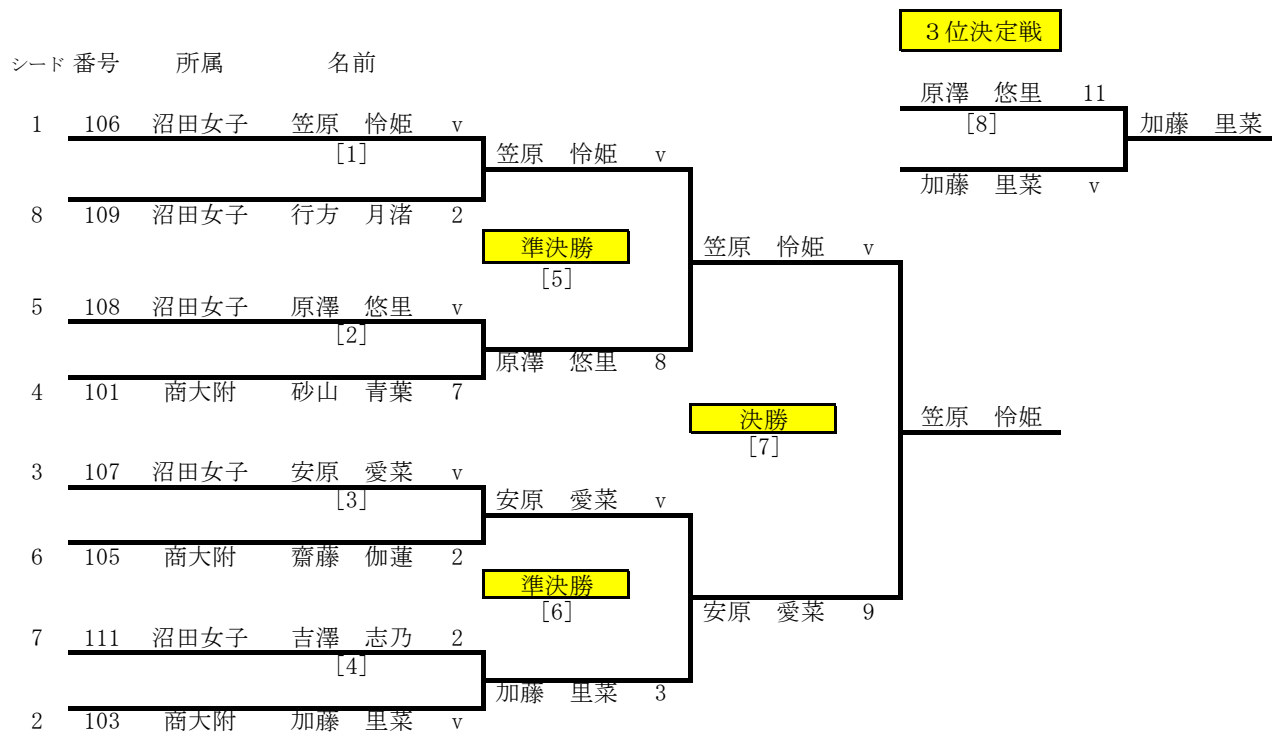 ３位決定戦
シード 番号 所属 名前
原澤 悠里 11
1 106 沼田女子 笠原 怜姫 v
[8] 加藤 里菜
[1] 笠原 怜姫 v
加藤 里菜 v
8 109 沼田女子 行方 月渚 2
準決勝 笠原 怜姫 v
[5]
5 108 沼田女子 原澤 悠里 v
[2]
原澤 悠里 8
4 101 商大附 砂山 青葉 7
決勝 笠原 怜姫
[7]
3 107 沼田女子 安原 愛菜 v
[3] 安原 愛菜 v
6 105 商大附 齋藤 伽蓮 2
準決勝
[6] 安原 愛菜 9
7 111 沼田女子 吉澤 志乃 2
[4]
加藤 里菜 3
2 103 商大附 加藤 里菜 v